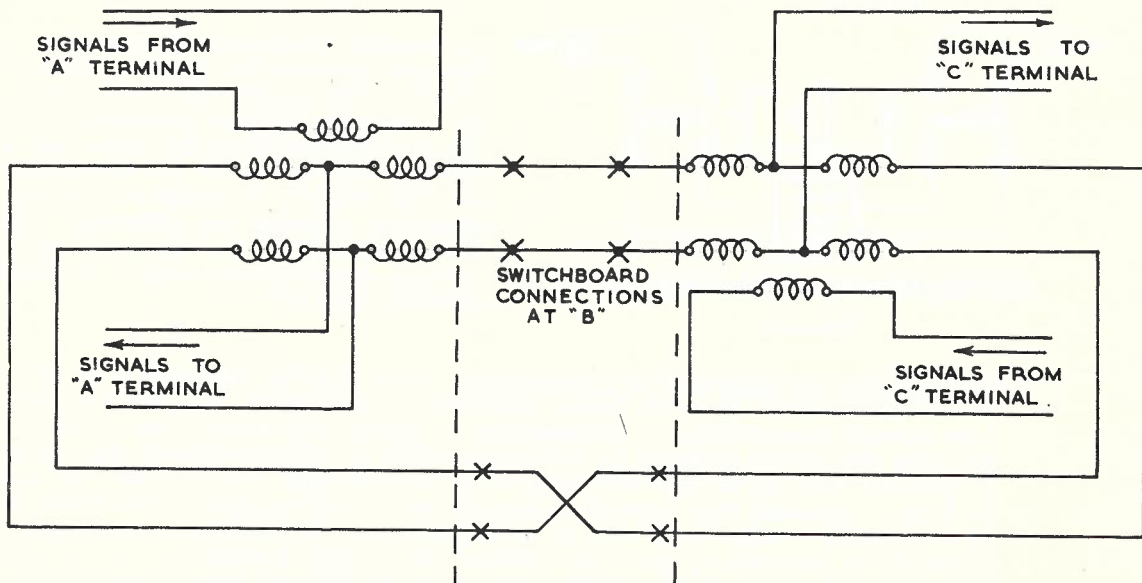 SIGNALS FROM
"A" TERMINAL
SIGNALS TO
"C" TERMINAL
SWITCHBOARD
CONNECTIONS
AT "B"
SIGNALS TO
"A" TERMINAL
SIGNALS FROM
"C" TERMINAL.